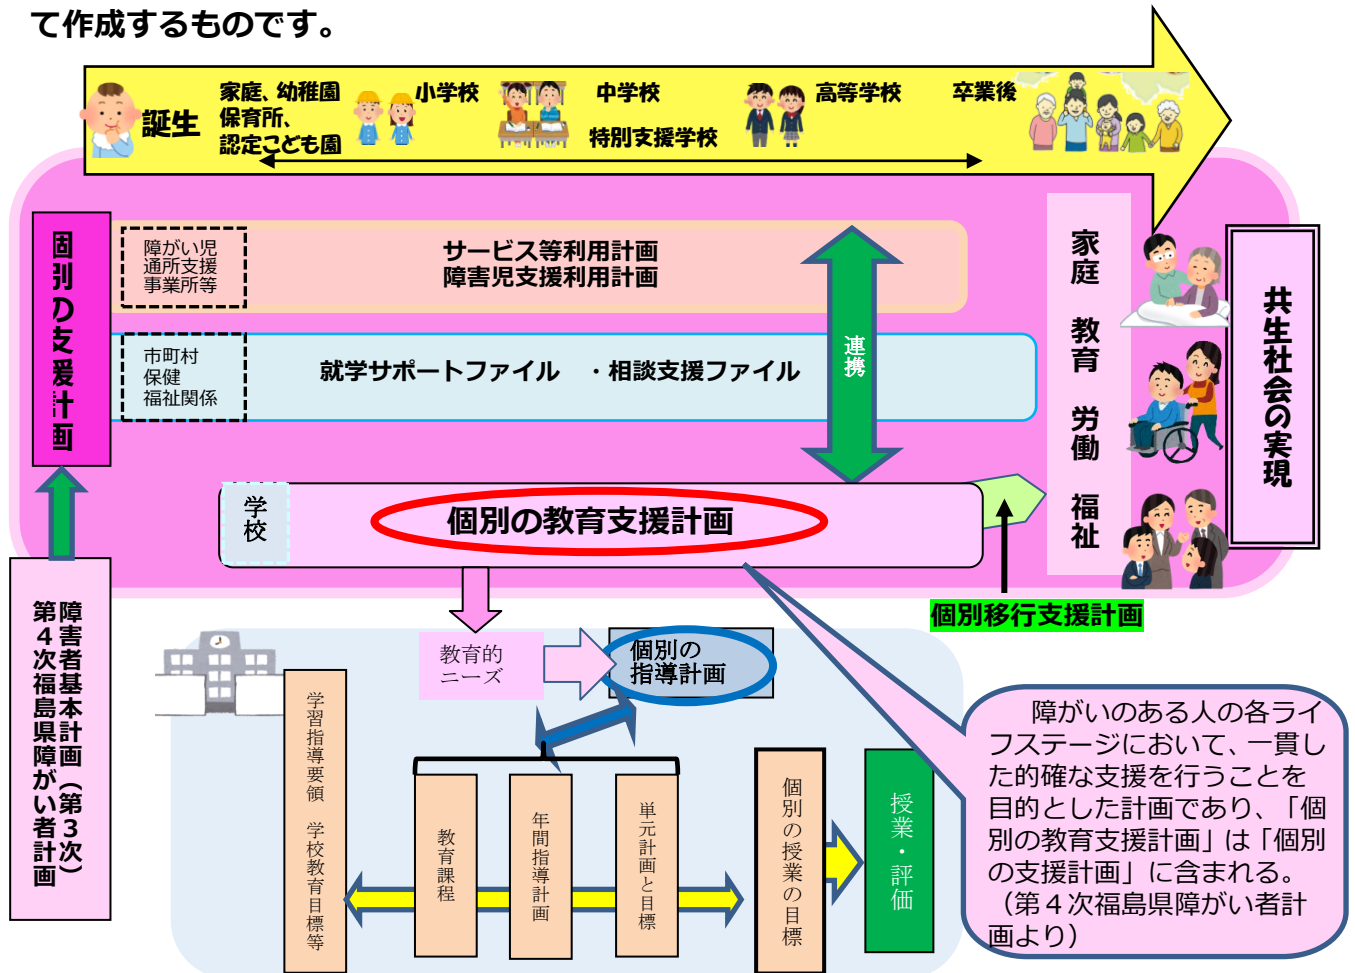 て作成するものです。
誕生
家庭、幼稚園
保育所、
認定こども園
小学校
中学校
特別支援学校
高等学校
卒業後
個別の支援計画
障がい児
通所支援
事業所等
サービス等利用計画
障害児支援利用計画
市町村
保健
福祉関係
就学サポートファイル　・相談支援ファイル
連携
学校
個別の教育支援計画
家庭　教育　労働　福祉
共生社会の実現
個別移行支援計画
障害者基本計画（第３次）
第４次福島県障がい者計画
教育的
ニーズ
個別の
指導計画
学習指導要領　学校教育目標等
教育課程
年間指導計画
単元計画と目標
個別の授業の目標
授業・評価
障がいのある人の各ライ
フステージにおいて、一貫し
た的確な支援を行うことを
目的とした計画であり、「個
別の教育支援計画」は「個別
の支援計画」に含まれる。
（第４次福島県障がい者計
画より）